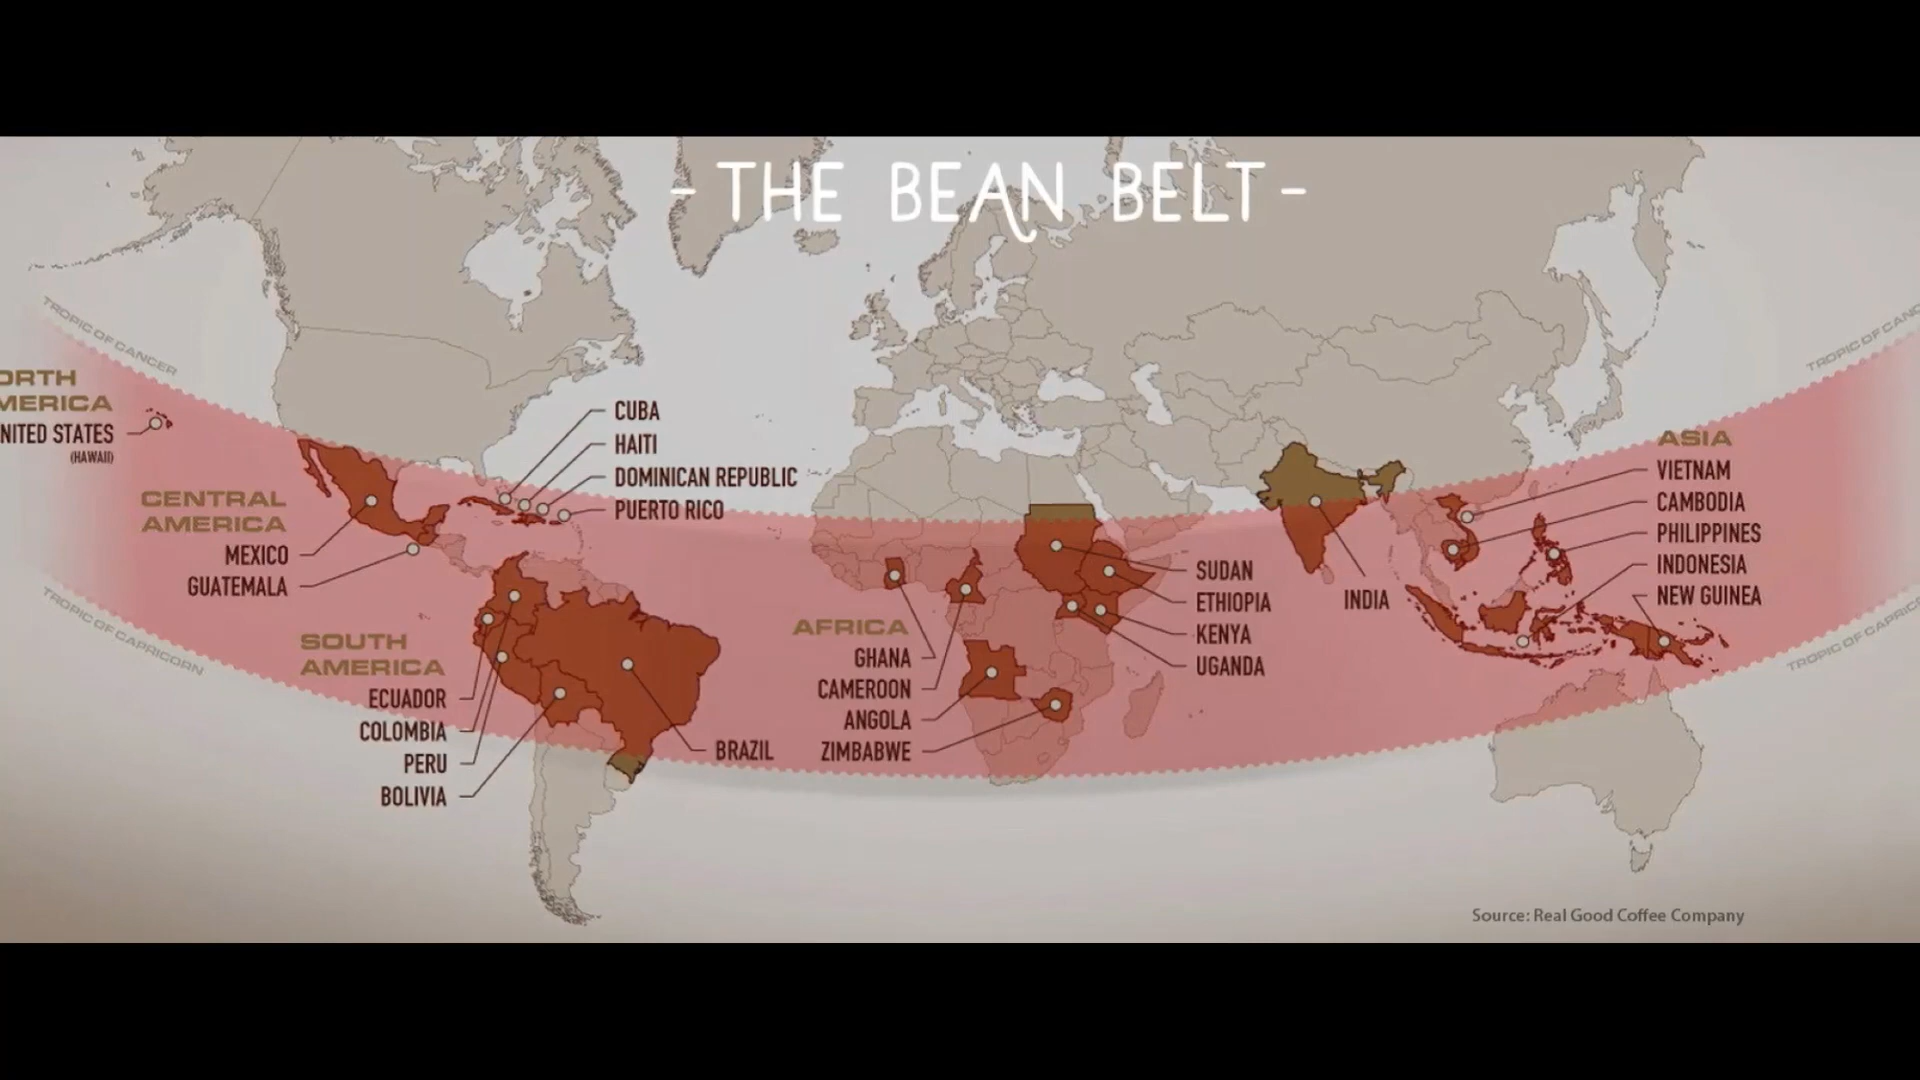 - THE BEAN BELT -
TROPIC OF CANCER
TROPIC OF CANC
ORTH
MERICA
NITED STATES
(HAWAII)
CENTRAL
AMERICA
MEXICO
GUATEMALA
CUBA
HAITI
DOMINICAN REPUBLIC
PUERTO RICO
TROPIC OF CAPRICORN
SOUTH
AMERICA
ECUADOR
COLOMBIA
PERU
BOLIVIA
BRAZIL
AFRICA
GHANA
CAMEROON
ANGOLA
ZIMBABWE
SUDAN
ETHIOPIA
KENYA
UGANDA
INDIA
ASIA
VIETNAM
CAMBODIA
PHILIPPINES
INDONESIA
NEW GUINEA
TROPIC OF CAPRIC
Source: Real Good Coffee Company